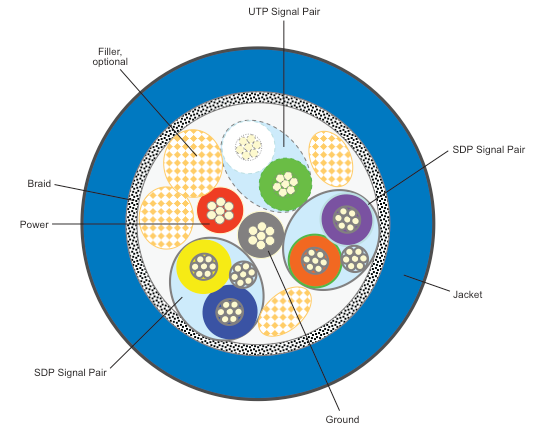 UTP Signal Pair
Filler,
optional
SDP Signal Pair
Braid
Power
Jacket
SDP Signal Pair
Ground